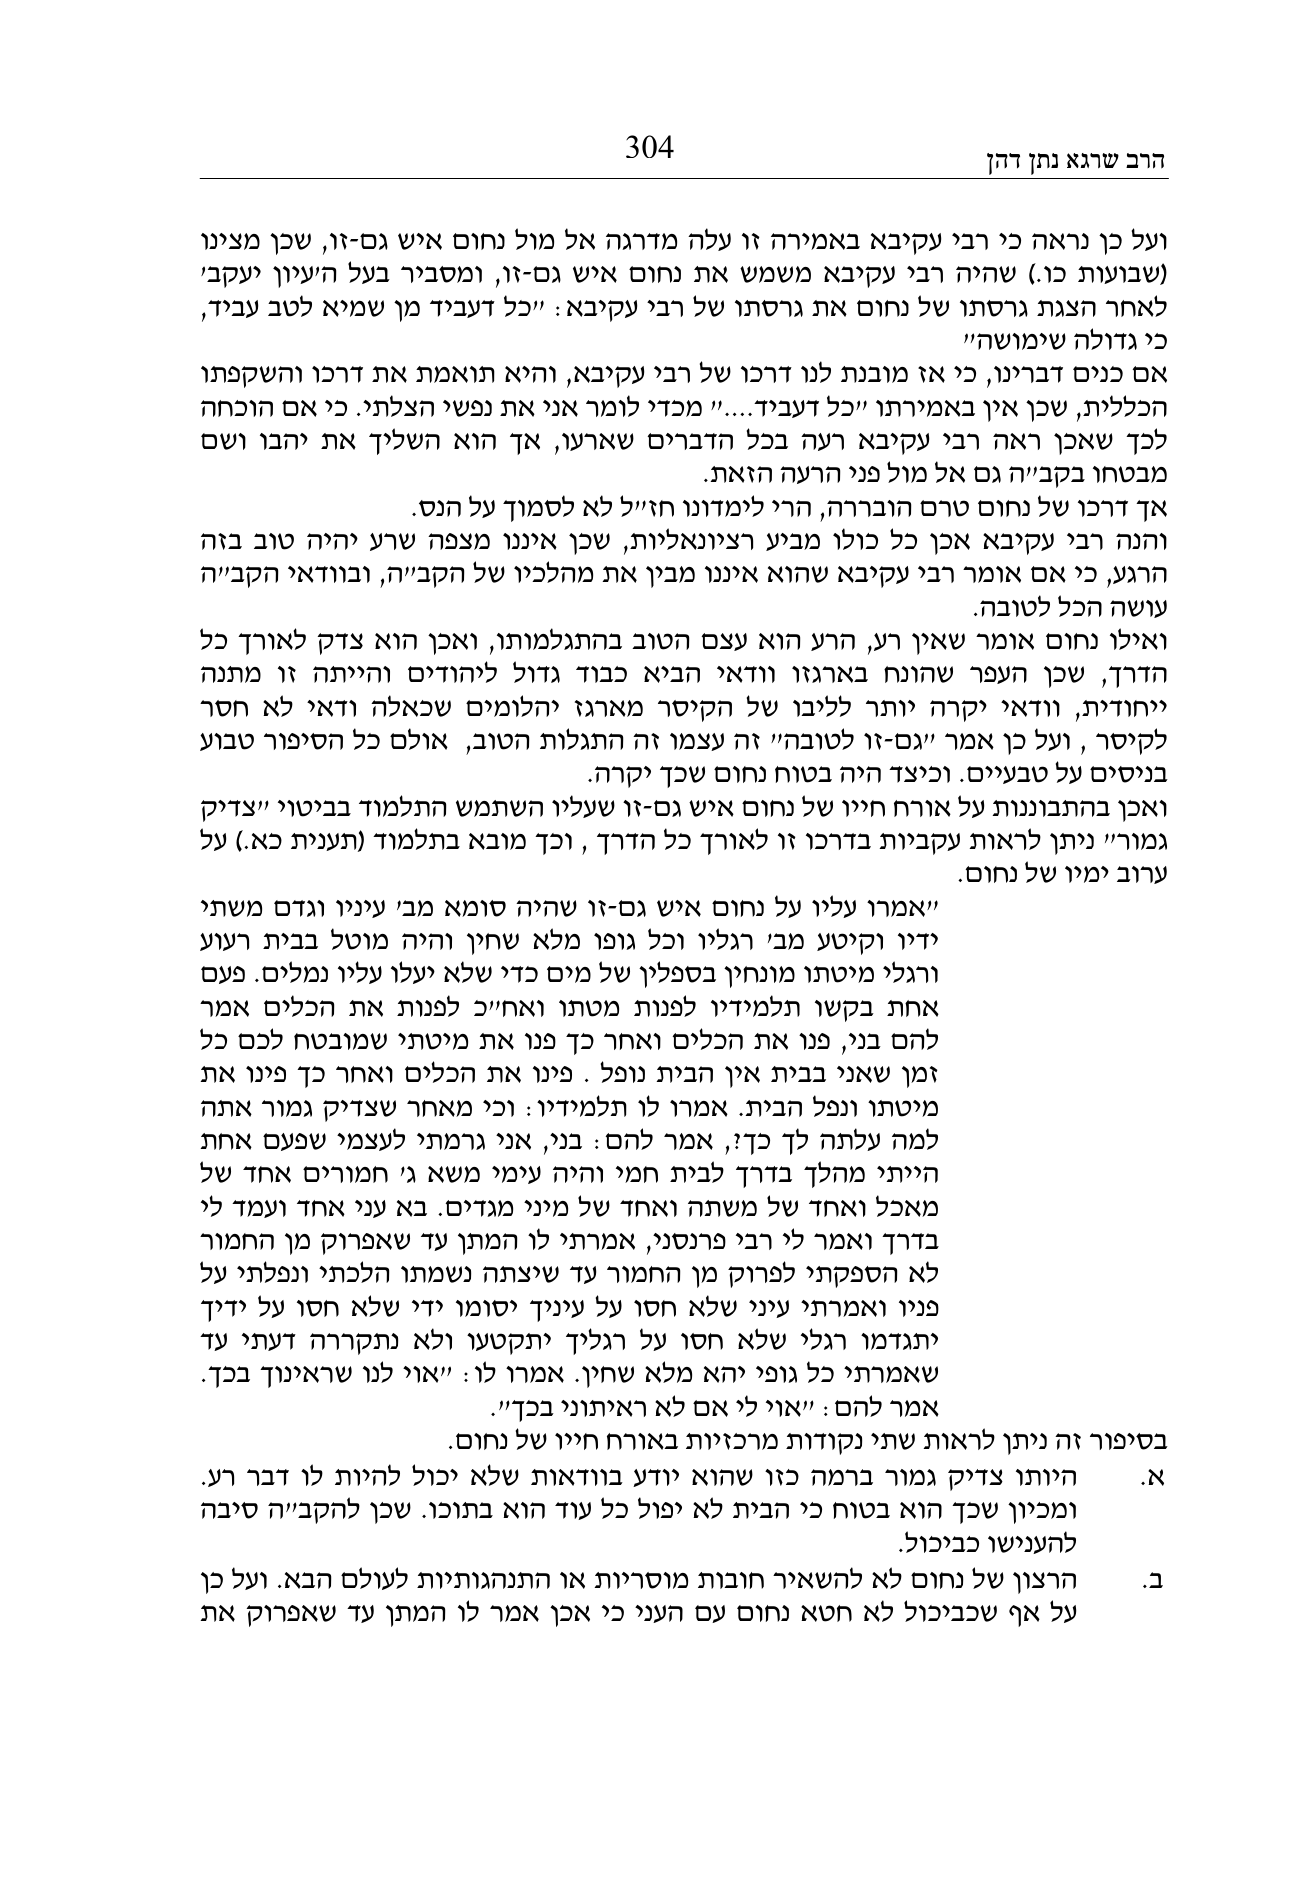 הרב שרגא נתן דהן
304
ועל כן נראה כי רבי עקיבא באמירה זו עלה מדרגה אל מול נחום איש גם-זו, שכן מצינו
(שבועות כו.) שהיה רבי עקיבא משמש את נחום איש גם-זו, ומסביר בעל ה׳עיון יעקב׳
לאחר הצגת גרסתו של נחום את גרסתו של רבי עקיבא: ״כל דעביד מן שמיא לטב עביד,
כי גדולה שימושה״
אם כנים דברינו, כי אז מובנת לנו דרכו של רבי עקיבא, והיא תואמת את דרכו והשקפתו
הכללית, שכן אין באמירתו ״כל דעביד....״ מכדי לומר אני את נפשי הצלתי. כי אם הוכחה
לכך שאכן ראה רבי עקיבא רעה בכל הדברים שארעו, אך הוא השליך את יהבו ושם
מבטחו בקב״ה גם אל מול פני הרעה הזאת.
אך דרכו של נחום טרם הובררה, הרי לימדונו חז״ל לא לסמוך על הנס.
והנה רבי עקיבא אכן כל כולו מביע רציונאליות, שכן איננו מצפה שרע יהיה טוב בזה
הרגע, כי אם אומר רבי עקיבא שהוא איננו מבין את מהלכיו של הקב״ה, ובוודאי הקב״ה
עושה הכל לטובה.
ואילו נחום אומר שאין רע, הרע הוא עצם הטוב בהתגלמותו, ואכן הוא צדק לאורך כל
הדרך, שכן העפר שהונח בארגזו וודאי הביא כבוד גדול ליהודים והייתה זו מתנה
ייחודית, וודאי יקרה יותר לליבו של הקיסר מארגז יהלומים שכאלה ודאי לא חסר
לקיסר , ועל כן אמר ״גם-זו לטובה״ זה עצמו זה התגלות הטוב, אולם כל הסיפור טבוע
בניסים על טבעיים. וכיצד היה בטוח נחום שכך יקרה.
ואכן בהתבוננות על אורח חייו של נחום איש גם-זו שעליו השתמש התלמוד בביטוי ״צדיק
גמור״ ניתן לראות עקביות בדרכו זו לאורך כל הדרך , וכך מובא בתלמוד (תענית כא.) על
ערוב ימיו של נחום.
״אמרו עליו על נחום איש גם-זו שהיה סומא מב׳ עיניו וגדם משתי
ידיו וקיטע מב׳ רגליו וכל גופו מלא שחין והיה מוטל בבית רעוע
ורגלי מיטתו מונחין בספלין של מים כדי שלא יעלו עליו נמלים. פעם
אחת בקשו תלמידיו לפנות מטתו ואח״כ לפנות את הכלים אמר
להם בני, פנו את הכלים ואחר כך פנו את מיטתי שמובטח לכם כל
זמן שאני בבית אין הבית נופל . פינו את הכלים ואחר כך פינו את
מיטתו ונפל הבית. אמרו לו תלמידיו: וכי מאחר שצדיק גמור אתה
למה עלתה לך כך?, אמר להם: בני, אני גרמתי לעצמי שפעם אחת
הייתי מהלך בדרך לבית חמי והיה עימי משא ג׳ חמורים אחד של
מאכל ואחד של משתה ואחד של מיני מגדים. בא עני אחד ועמד לי
בדרך ואמר לי רבי פרנסני, אמרתי לו המתן עד שאפרוק מן החמור
לא הספקתי לפרוק מן החמור עד שיצתה נשמתו הלכתי ונפלתי על
פניו ואמרתי עיני שלא חסו על עיניך יסומו ידי שלא חסו על ידיך
יתגדמו רגלי שלא חסו על רגליך יתקטעו ולא נתקררה דעתי עד
שאמרתי כל גופי יהא מלא שחין. אמרו לו: ״אוי לנו שראינוך בכך.
אמר להם: ״אוי לי אם לא ראיתוני בכך״.
בסיפור זה ניתן לראות שתי נקודות מרכזיות באורח חייו של נחום.
א. היותו צדיק גמור ברמה כזו שהוא יודע בוודאות שלא יכול להיות לו דבר רע.
ומכיון שכך הוא בטוח כי הבית לא יפול כל עוד הוא בתוכו. שכן להקב״ה סיבה
להענישו כביכול.
ב. הרצון של נחום לא להשאיר חובות מוסריות או התנהגותיות לעולם הבא. ועל כן
על אף שכביכול לא חטא נחום עם העני כי אכן אמר לו המתן עד שאפרוק את